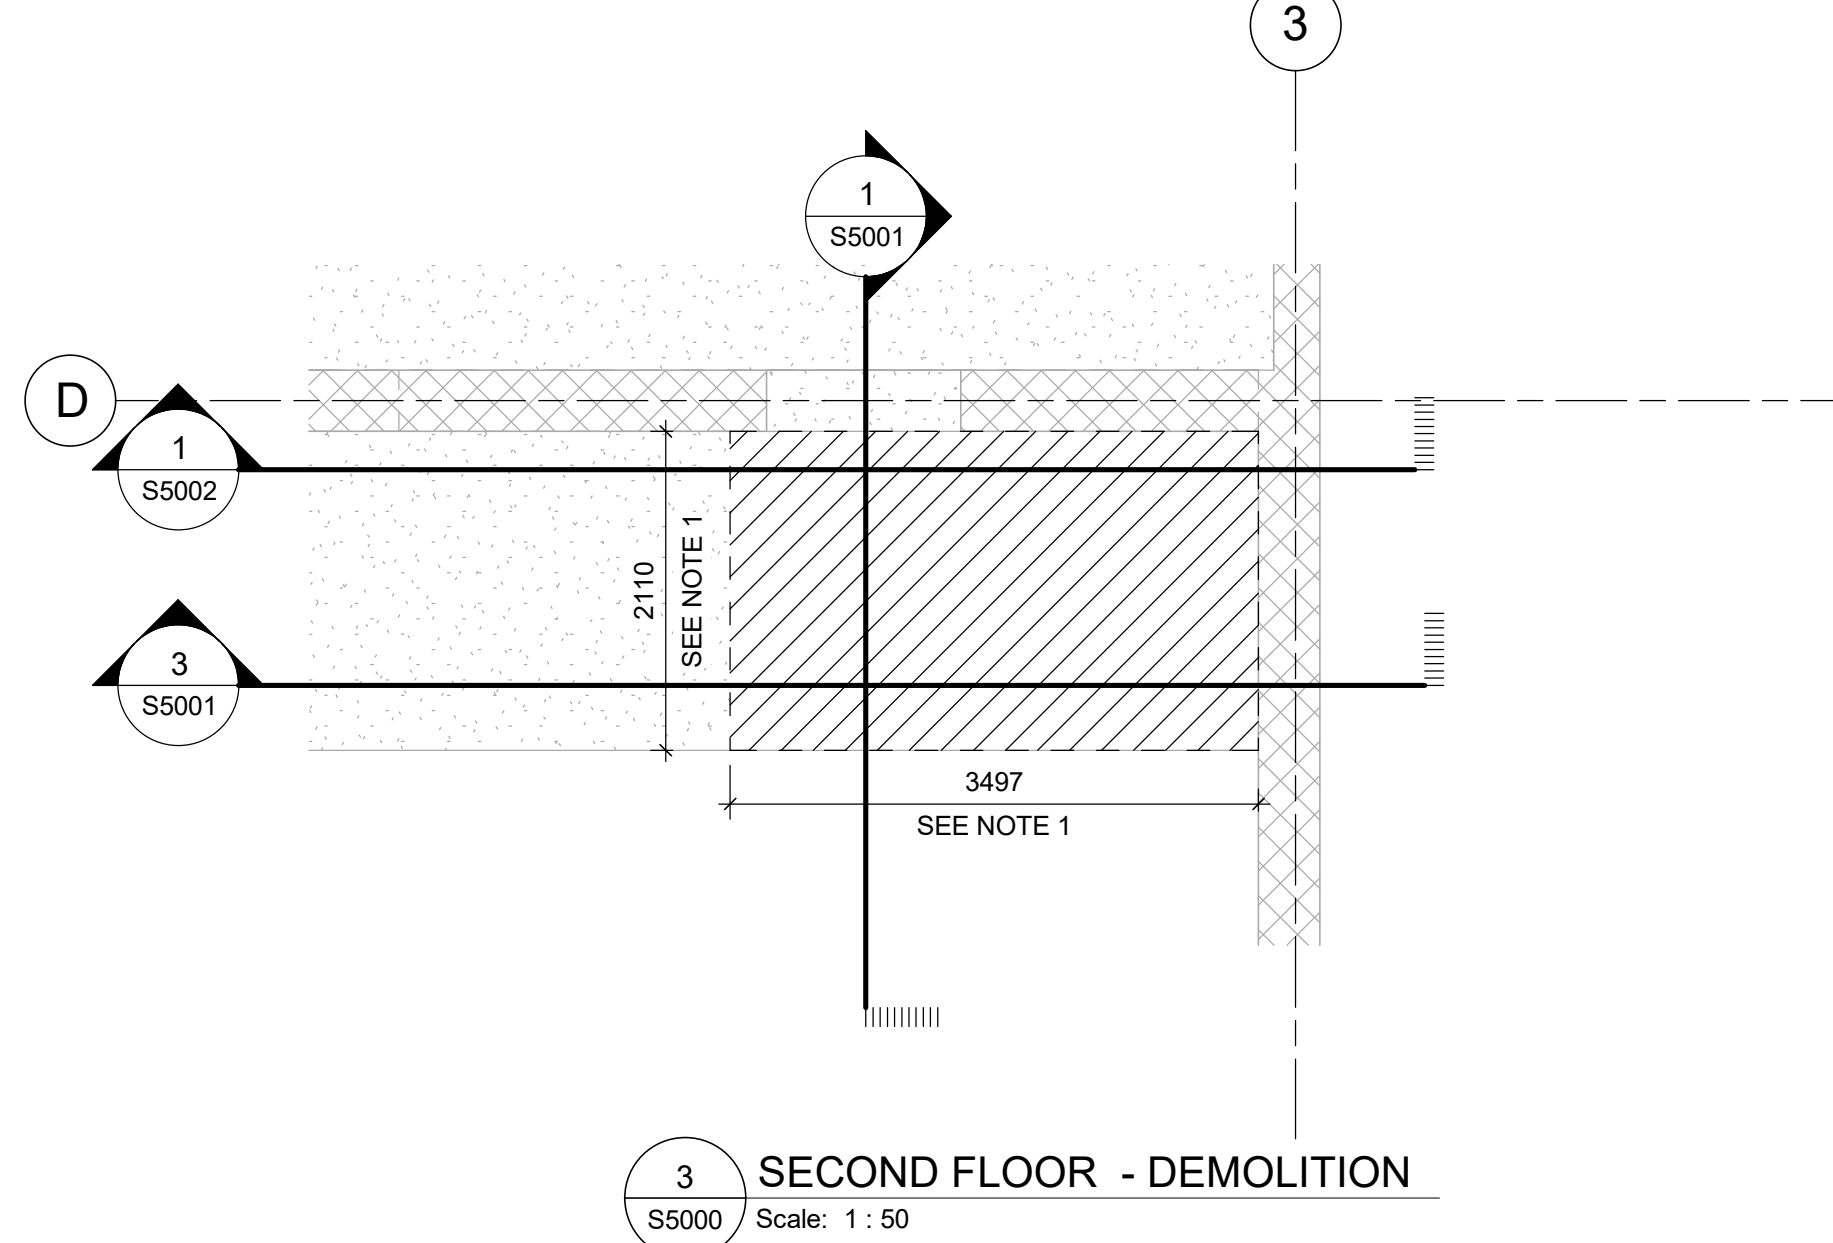 3
1
S5001
D
1
S5002
2110
SEE NOTE 1
3
S5001
3497
SEE NOTE 1
3
S5000
SECOND FLOOR - DEMOLITION
Scale: 1 : 50